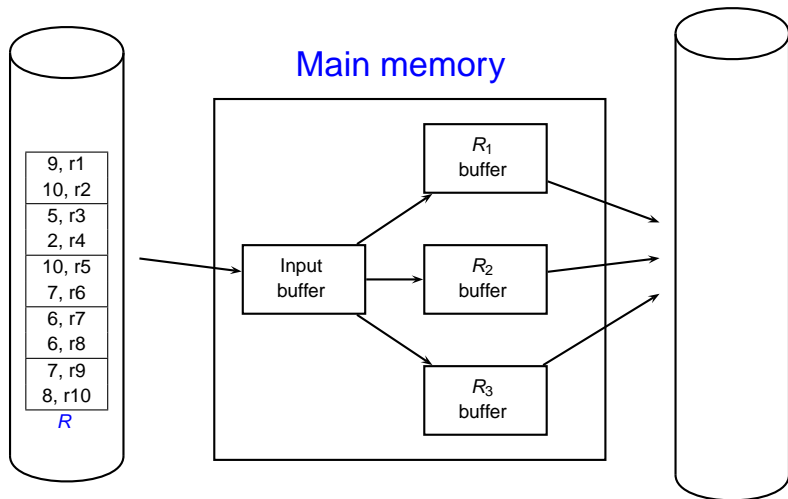 Main memory
9, r1
10, r2
5, r3
2, r4
10, r5
7, r6
6, r7
6, r8
7, r9
8, r10
R
Input
buffer
R₁
buffer
R₂
buffer
R₃
buffer